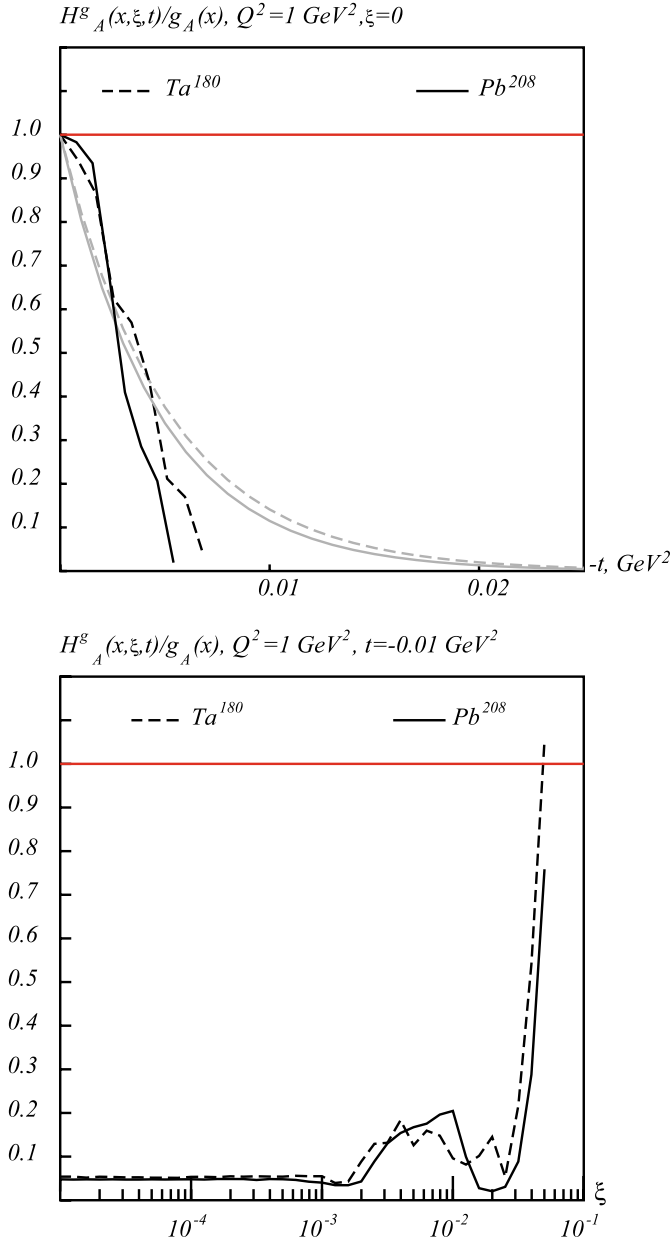 H^g_A(x,ξ,t)/g_A(x), Q^2=1 GeV^2,ξ=0
Ta^180 Pb^208
1.0
0.9
0.8
0.7
0.6
0.5
0.4
0.3
0.2
0.1
0.01 0.02 -t, GeV^2
H^g_A(x,ξ,t)/g_A(x), Q^2=1 GeV^2, t=-0.01 GeV^2
Ta^180 Pb^208
1.0
0.9
0.8
0.7
0.6
0.5
0.4
0.3
0.2
0.1
ξ
10^-4 10^-3 10^-2 10^-1